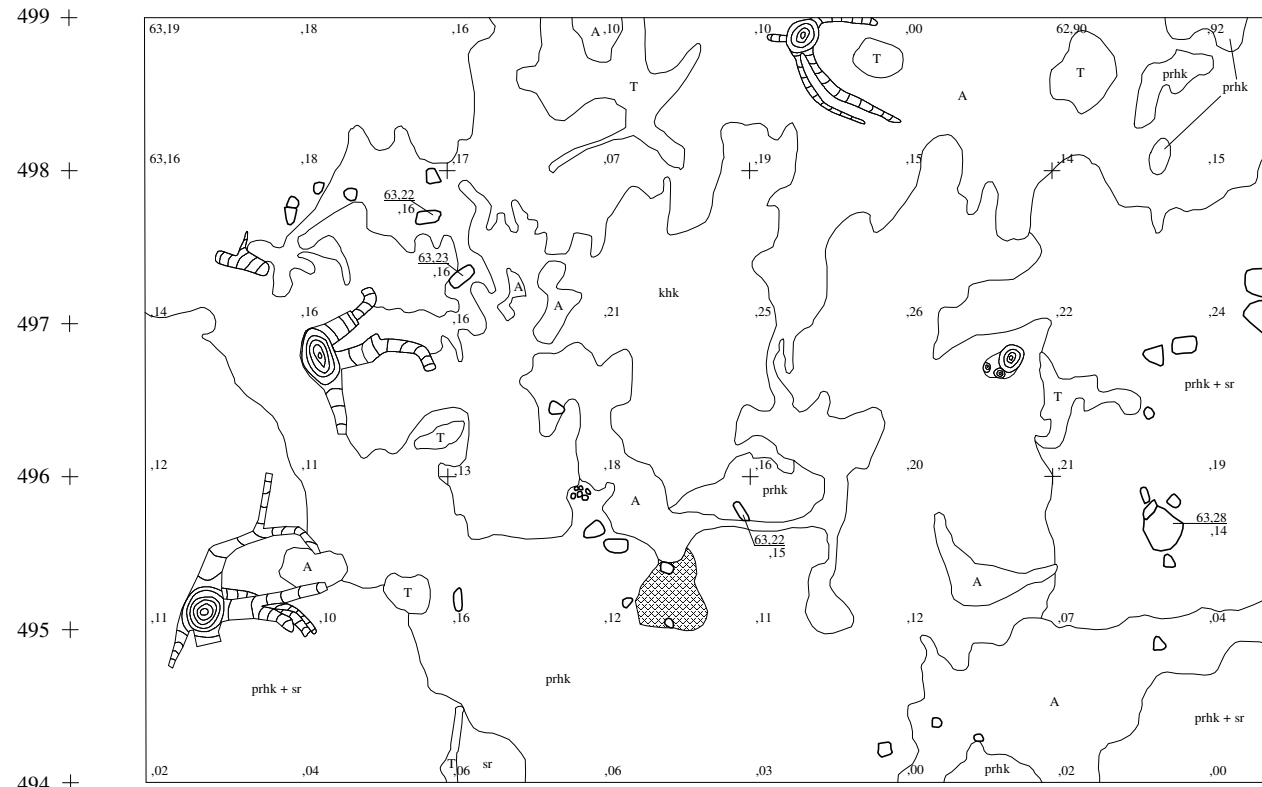 499 63,19 ,18 ,16 A ,10 ,10 ,00 62,90 ,92
T T T prhk prhk
A
498 63,16 ,18 ,17 ,07 ,19 ,15 ,14 ,15
63,22
,16
63,23
,16
A A khk
497 ,14 ,16 ,16 ,21 ,25 ,26 ,22 ,24
prhk + sr
T
T
496 ,12 ,11 ,13 ,18 ,16 ,20 ,21 ,19
prhk
A
63,28
,14
63,22
,15
A T A
495 ,11 ,10 ,16 ,12 ,11 ,12 ,07 ,04
prhk
prhk + sr
A
prhk + sr
T sr prhk
494 ,02 ,04 ,06 ,06 ,03 ,00 ,02 ,00